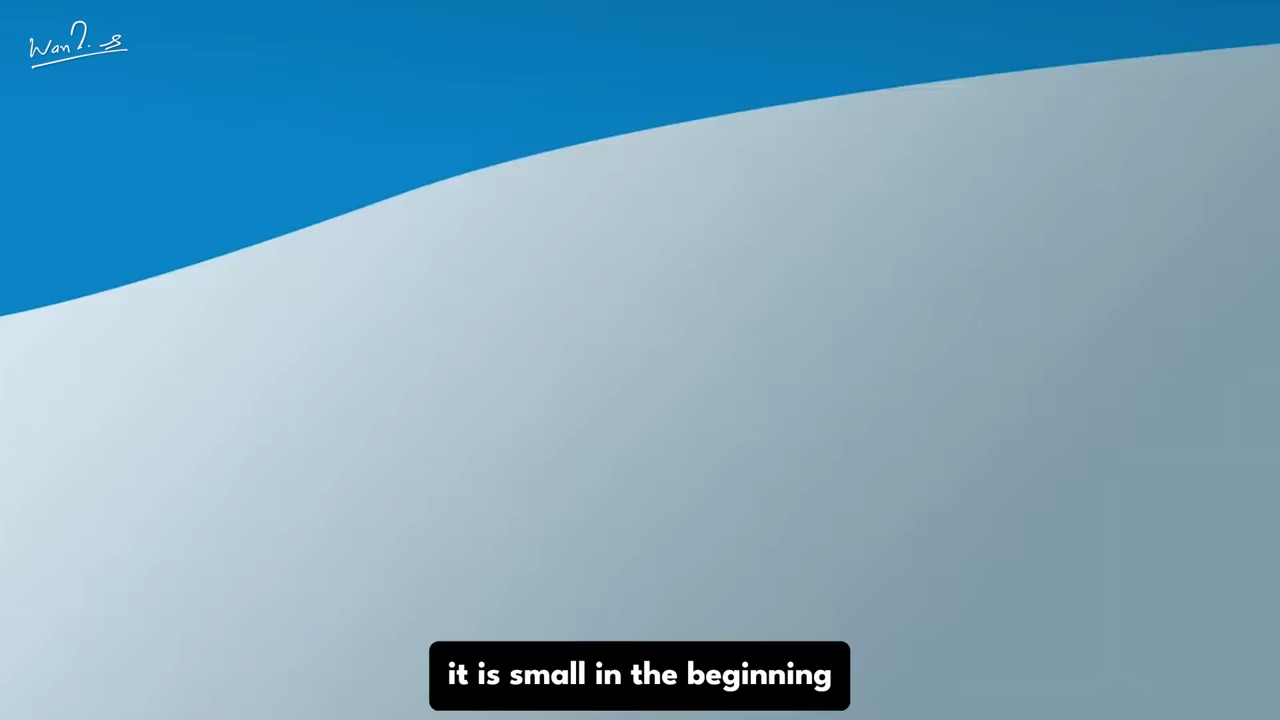 it is small in the beginning